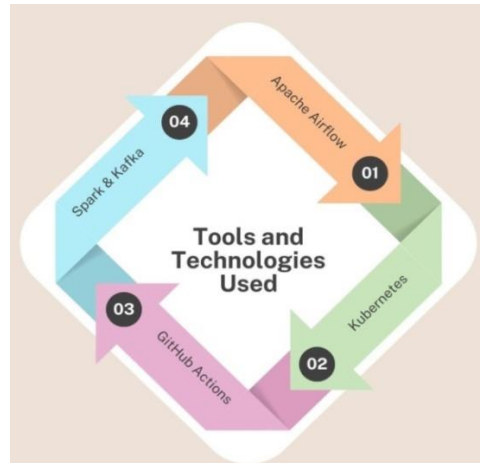 Tools and
Technologies
Used
Apache Airflow
01
Kubernetes
02
GitHub Actions
03
Spark & Kafka
04